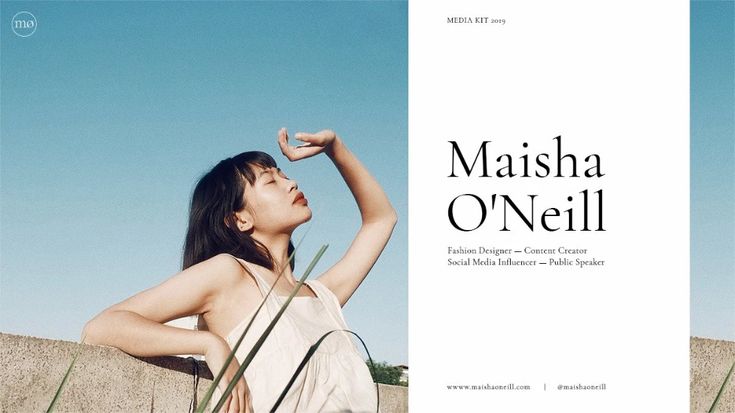 mø
MEDIA KIT 2019
Maisha
O'Neill
Fashion Designer — Content Creator
Social Media Influencer — Public Speaker
www.maishaoneill.com | @maishaoneill